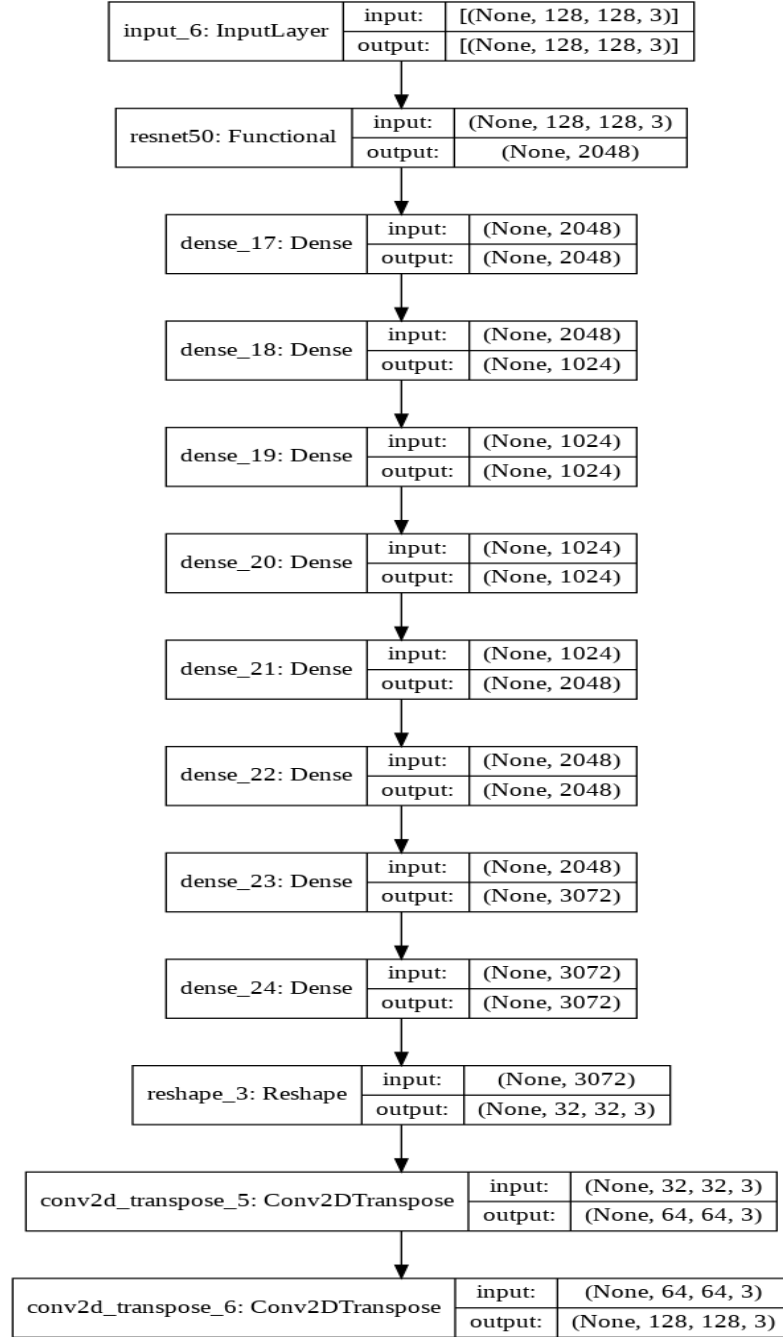 input_6: InputLayer
input: [(None, 128, 128, 3)]
output: [(None, 128, 128, 3)]
resnet50: Functional
input: (None, 128, 128, 3)
output: (None, 2048)
dense_17: Dense
input: (None, 2048)
output: (None, 2048)
dense_18: Dense
input: (None, 2048)
output: (None, 1024)
dense_19: Dense
input: (None, 1024)
output: (None, 1024)
dense_20: Dense
input: (None, 1024)
output: (None, 1024)
dense_21: Dense
input: (None, 1024)
output: (None, 2048)
dense_22: Dense
input: (None, 2048)
output: (None, 2048)
dense_23: Dense
input: (None, 2048)
output: (None, 3072)
dense_24: Dense
input: (None, 3072)
output: (None, 3072)
reshape_3: Reshape
input: (None, 3072)
output: (None, 32, 32, 3)
conv2d_transpose_5: Conv2DTranspose
input: (None, 32, 32, 3)
output: (None, 64, 64, 3)
conv2d_transpose_6: Conv2DTranspose
input: (None, 64, 64, 3)
output: (None, 128, 128, 3)